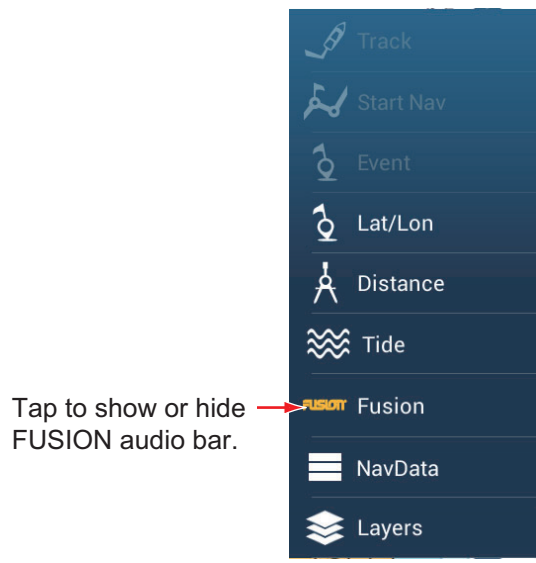 Track
Start Nav
Event
Lat/Lon
Distance
Tide
Tap to show or hide
FUSION audio bar.
FUSION Fusion
NavData
Layers